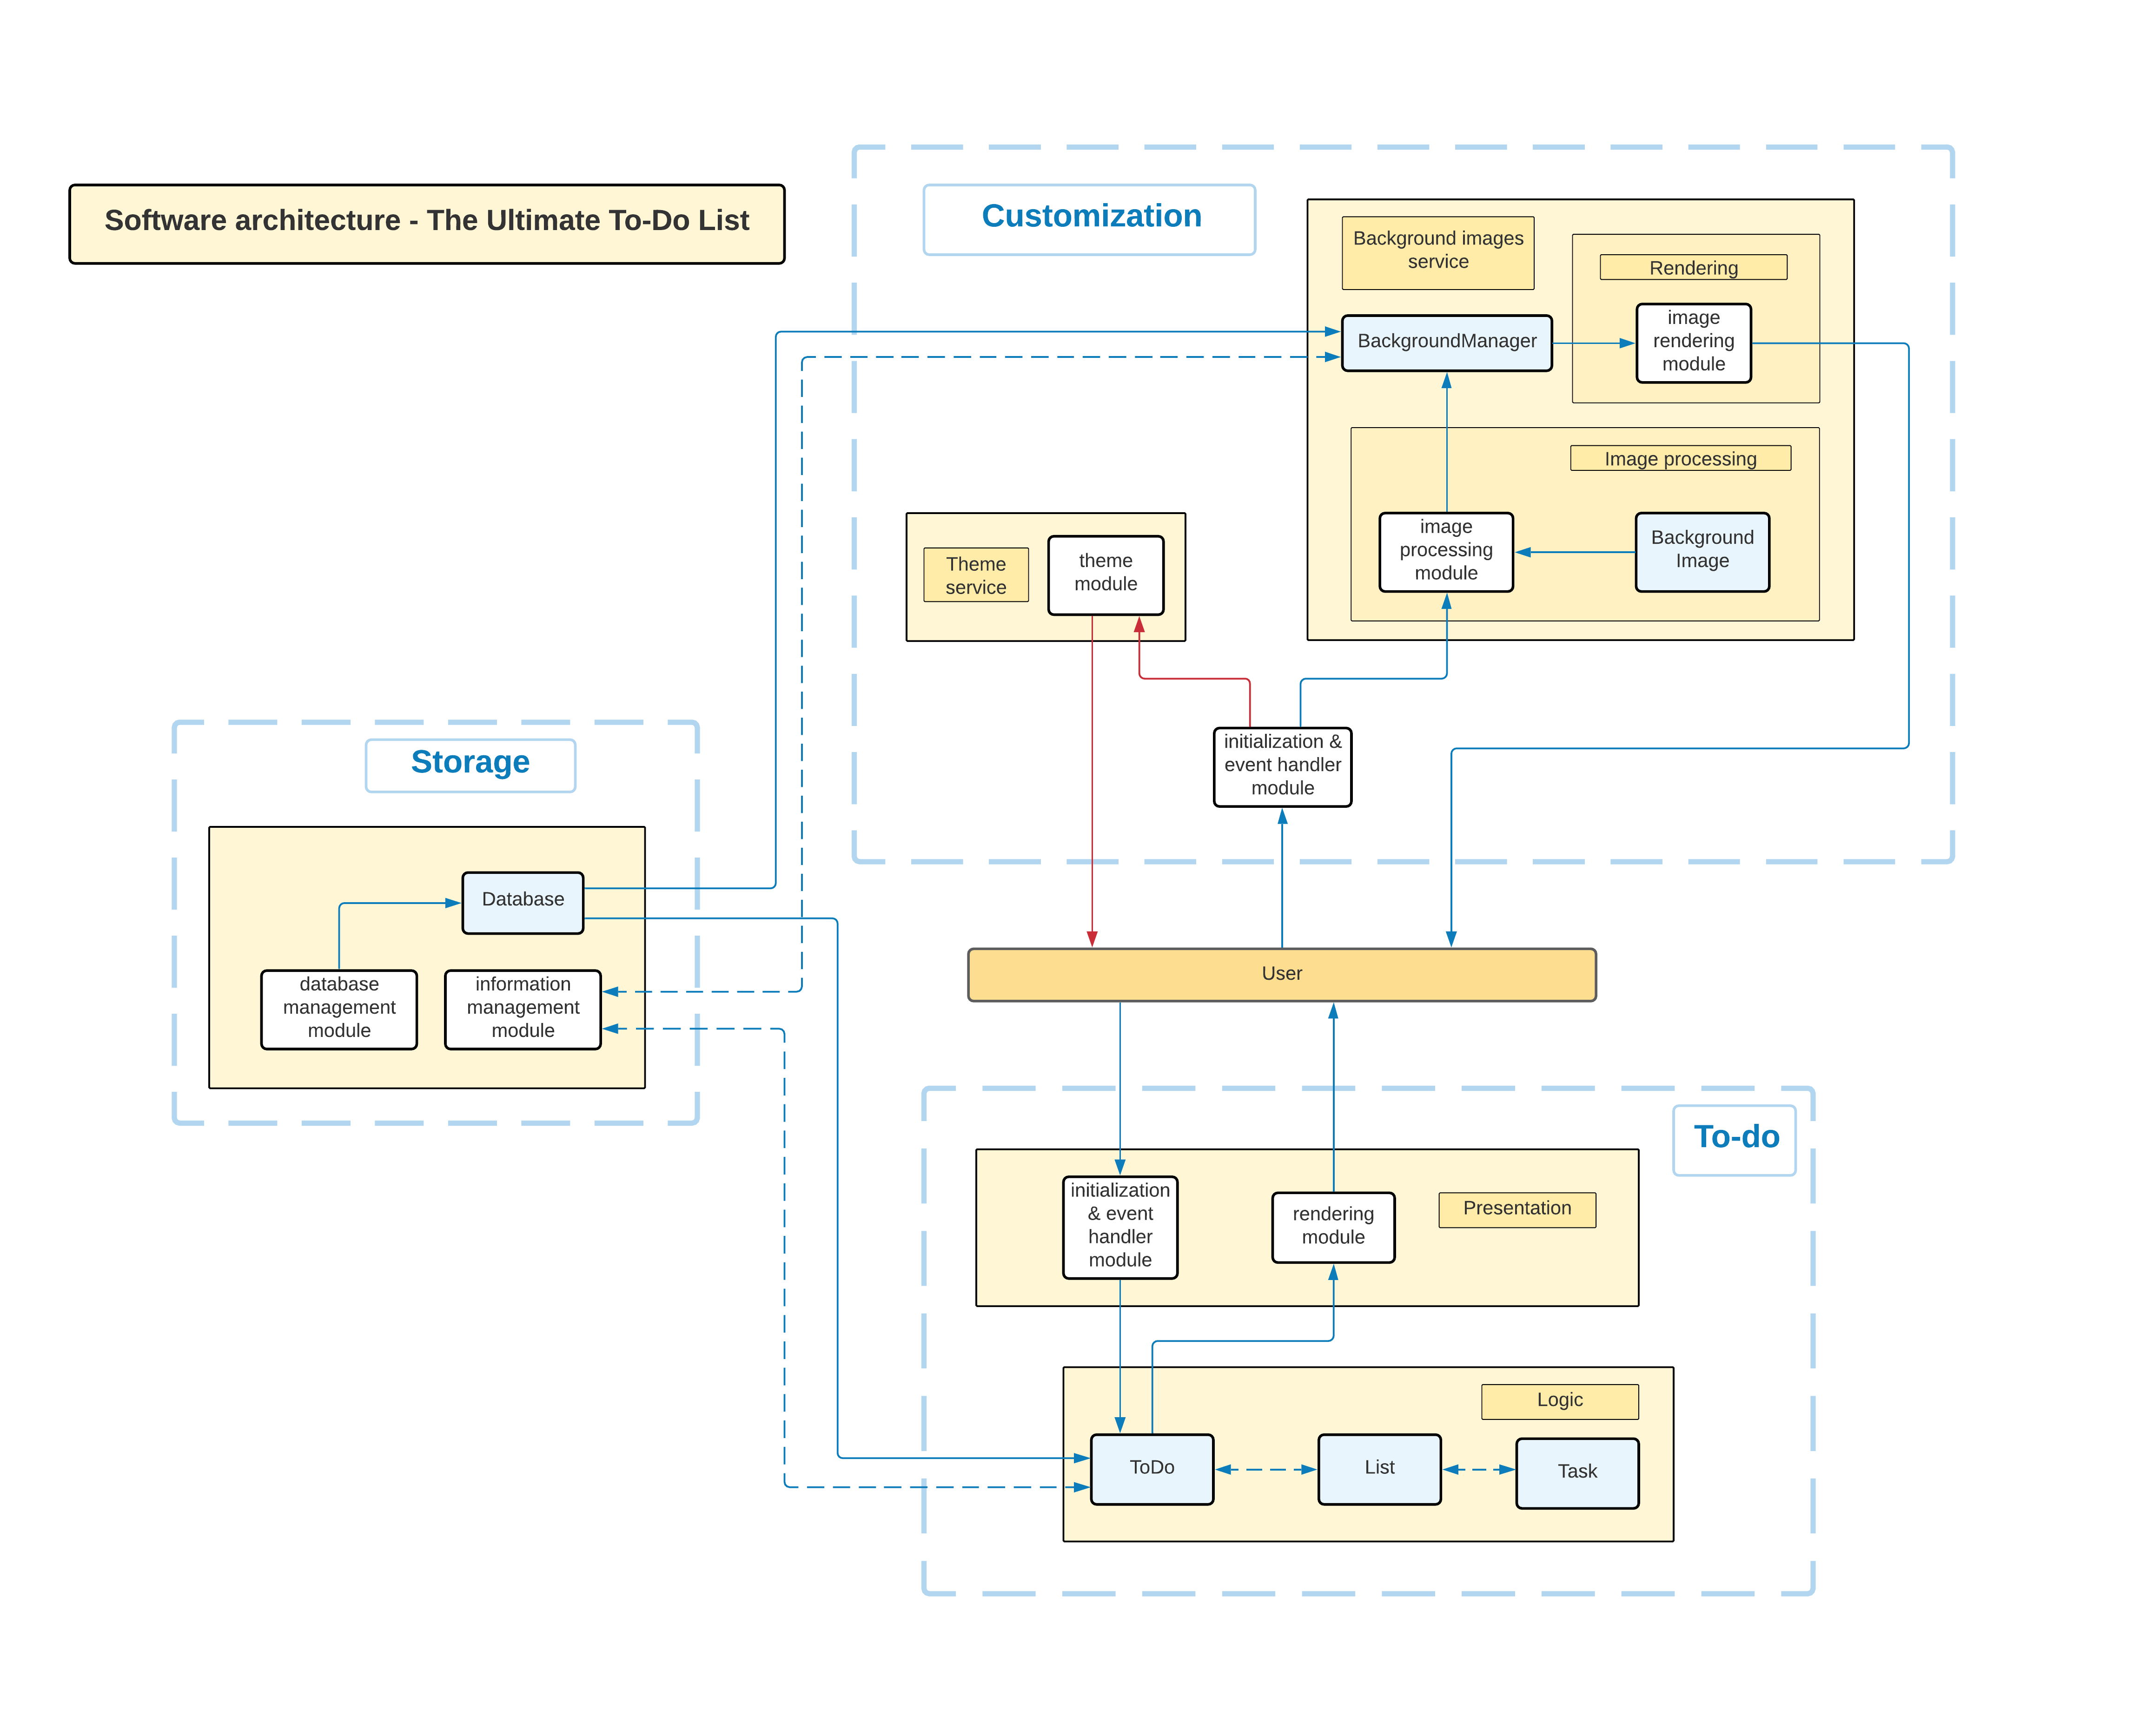 Software architecture - The Ultimate To-Do List
Customization
Background images
service
Rendering
BackgroundManager
image
rendering
module
Image processing
image
processing
module
Background
Image
Theme
service
theme
module
initialization &
event handler
module
Storage
Database
database
management
module
information
management
module
User
To-do
initialization
& event
handler
module
rendering
module
Presentation
Logic
ToDo
List
Task